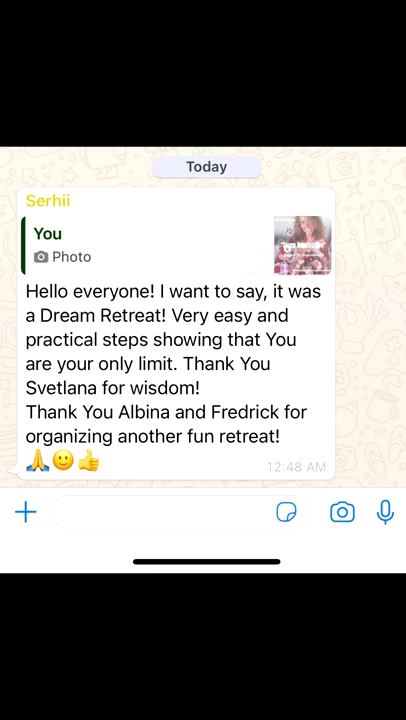 Today
Serhii
You
Photo
Hello everyone! I want to say, it was
a Dream Retreat! Very easy and
practical steps showing that You
are your only limit. Thank You
Svetlana for wisdom!
Thank You Albina and Fredrick for
organizing another fun retreat!
🙏🙂👍
12:48 AM